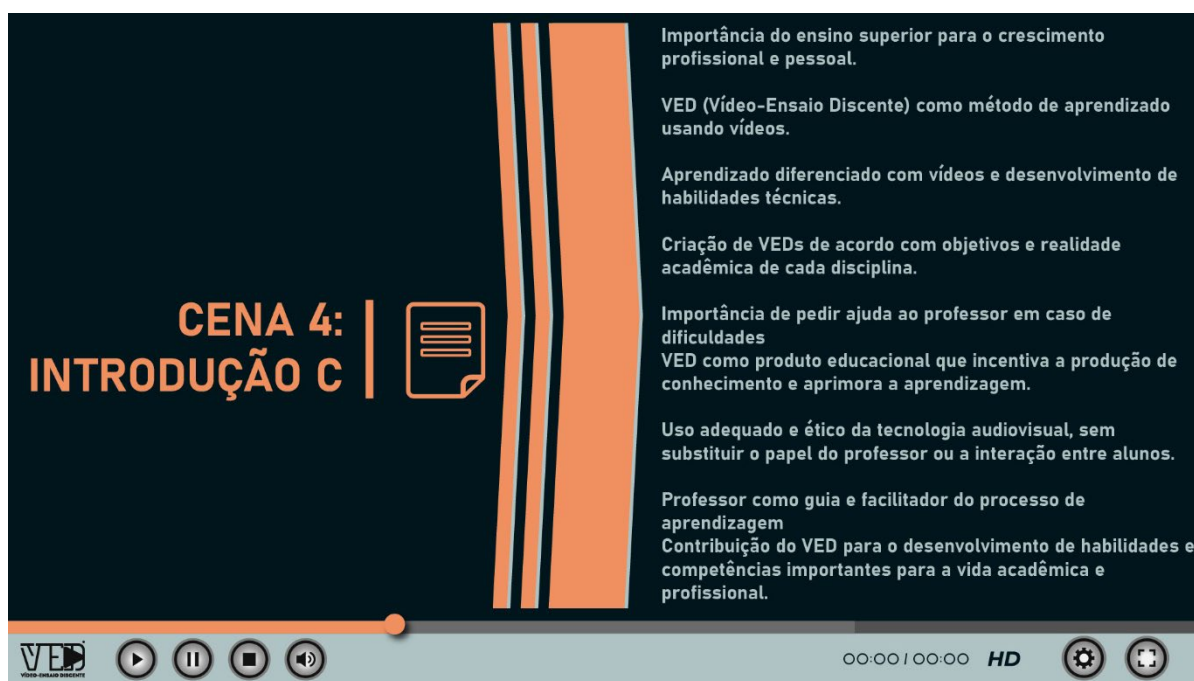 CENA 4:
INTRODUÇÃO C
Importância do ensino superior para o crescimento
profissional e pessoal.
VED (Vídeo-Ensaio Discente) como método de aprendizado
usando vídeos.
Aprendizado diferenciado com vídeos e desenvolvimento de
habilidades técnicas.
Criação de VEDs de acordo com objetivos e realidade
acadêmica de cada disciplina.
Importância de pedir ajuda ao professor em caso de
dificuldades
VED como produto educacional que incentiva a produção de
conhecimento e aprimora a aprendizagem.
Uso adequado e ético da tecnologia audiovisual, sem
substituir o papel do professor ou a interação entre alunos.
Professor como guia e facilitador do processo de
aprendizagem
Contribuição do VED para o desenvolvimento de habilidades e
competências importantes para a vida acadêmica e
profissional.
VED
VÍDEO-ENSAIO DISCENTE
00:00 / 00:00 HD